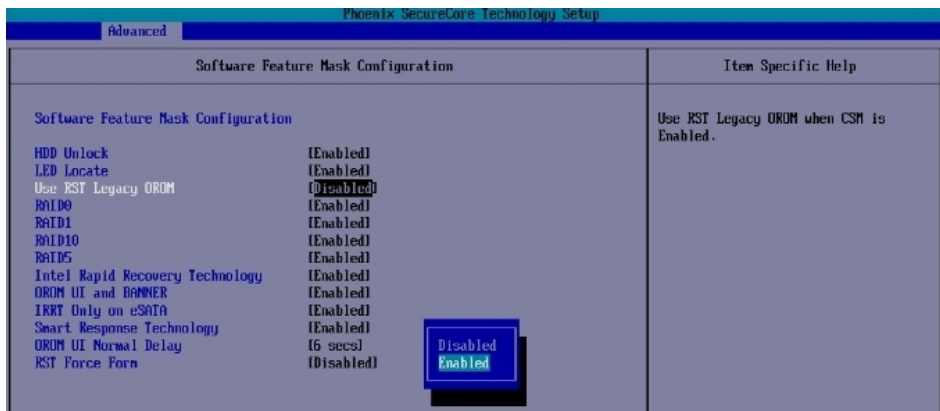 Phoenix SecureCore Technology Setup
Advanced
Software Feature Mask Configuration
Item Specific Help
Software Feature Mask Configuration
HDD Unlock [Enabled]
LED Locate [Enabled]
Use RST Legacy OROM [Disabled]
RAID0 [Enabled]
RAID1 [Enabled]
RAID10 [Enabled]
RAID5 [Enabled]
Intel Rapid Recovery Technology [Enabled]
OROM UI and BANNER [Enabled]
IRRT Only on eSATA [Enabled]
Smart Response Technology [Enabled]
OROM UI Normal Delay [6 secs]
RST Force Form [Disabled]
Disabled
Enabled
Use RST Legacy OROM when CSM is
Enabled.